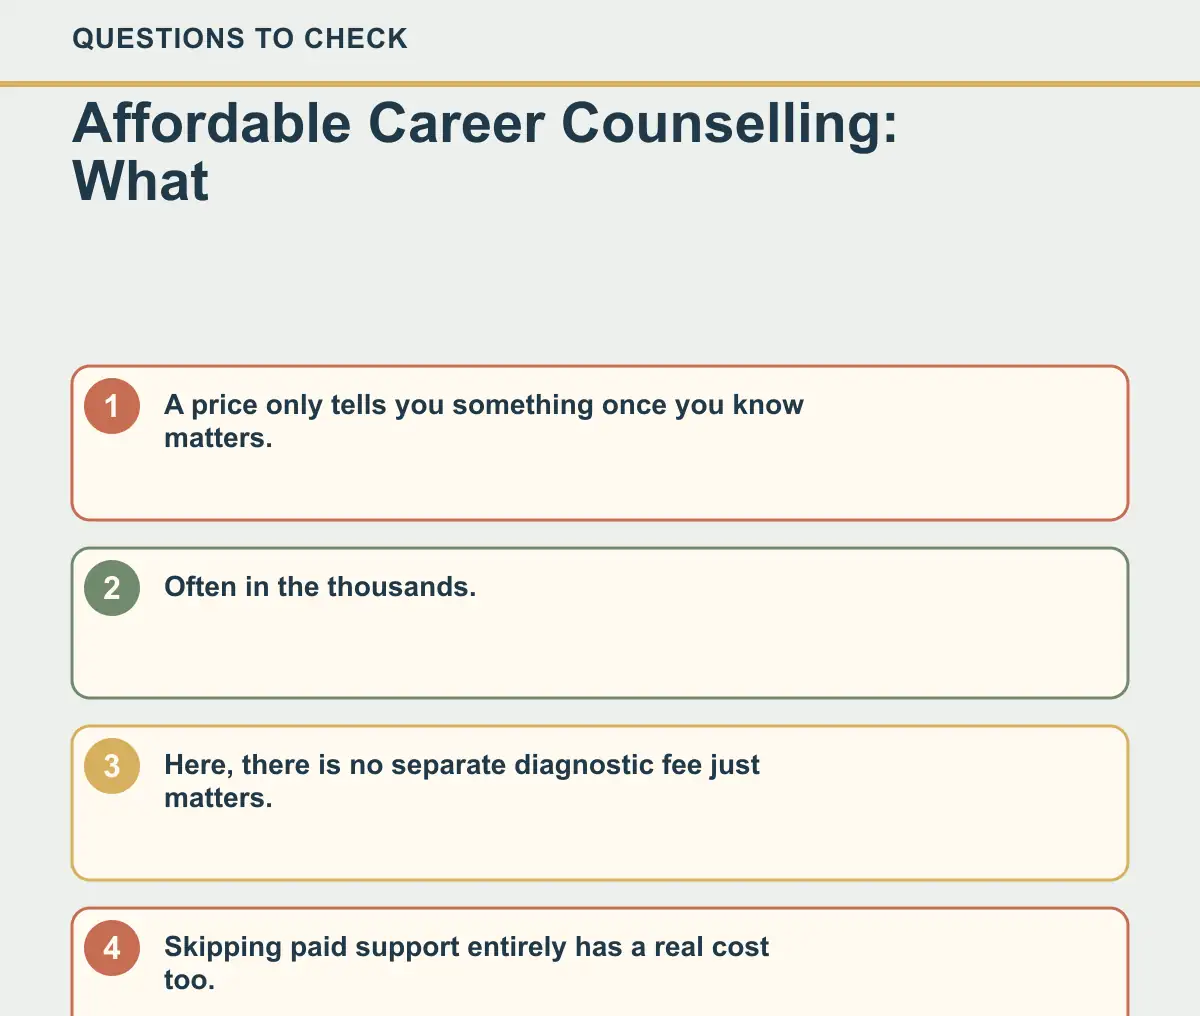 QUESTIONS TO CHECK
Affordable Career Counselling:
What
1
A price only tells you something once you know
matters.
2
Often in the thousands.
3
Here, there is no separate diagnostic fee just
matters.
4
Skipping paid support entirely has a real cost
too.